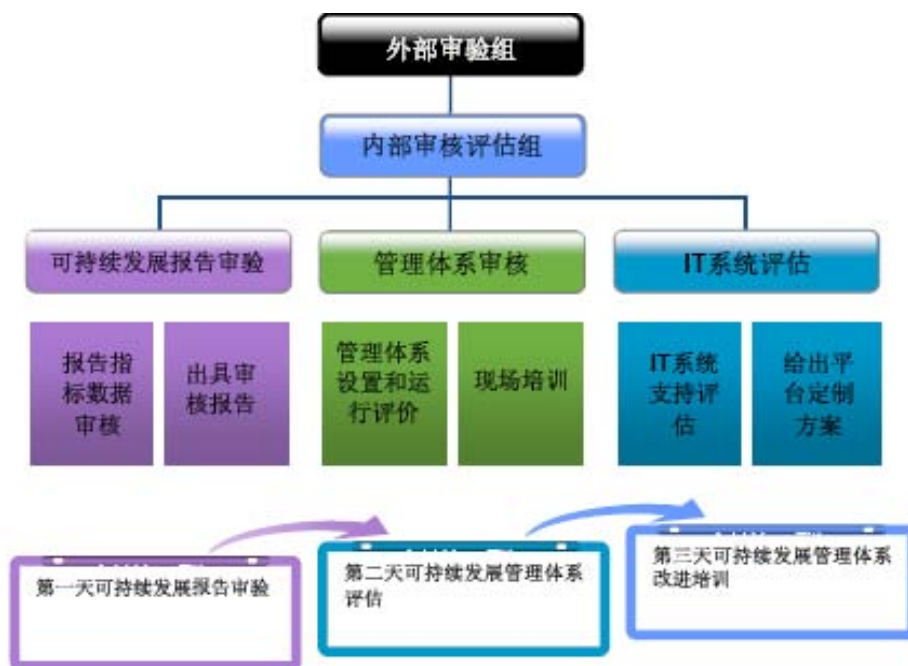 外部审验组
内部审核评估组
可持续发展报告审验
管理体系审核
IT系统评估
报告指
标数据
审核
出具审
核报告
管理体系
设置和运
行评价
现场培训
IT系统
支持评
估
给出平
台定制
方案
第一天可持续发展报告审验
第二天可持续发展管理体系
评估
第三天可持续发展管理体系
改进培训